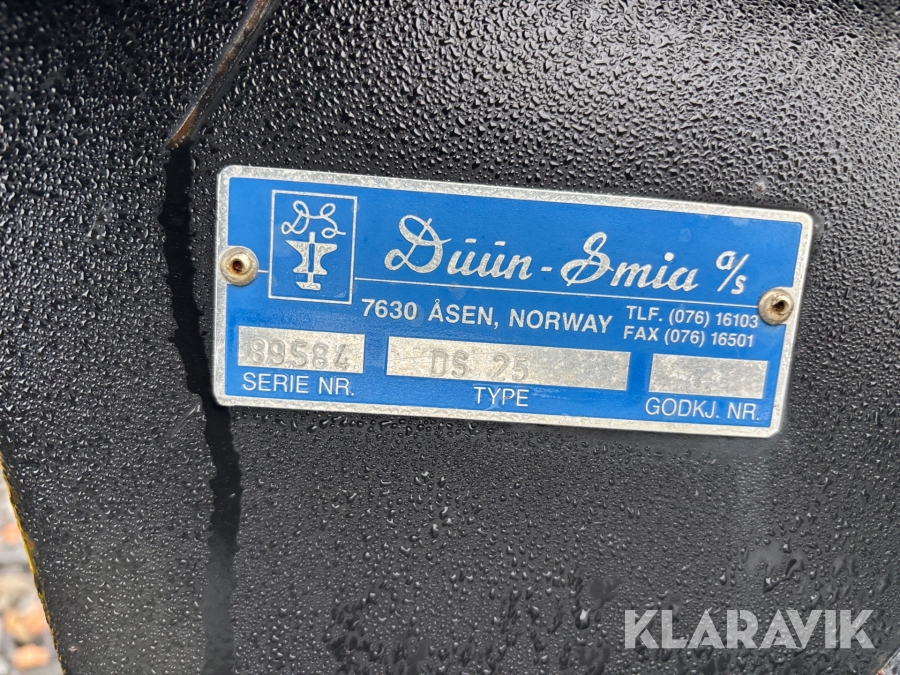 DS
Düün-Smia a/s
7630 ÅSEN, NORWAY
TLF. (076) 16103
FAX (076) 16501
89584
DS 25
SERIE NR.
TYPE
GODKJ. NR.
KLARAVIK